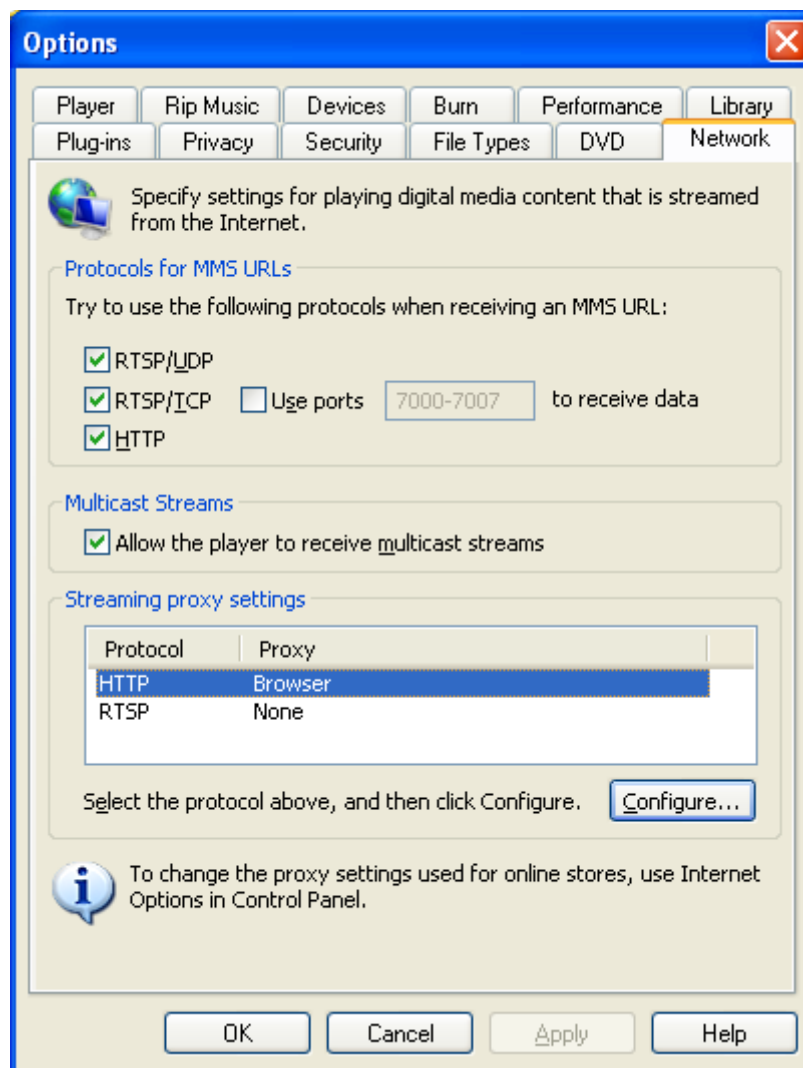 Options
Player Rip Music Devices Burn Performance Library
Plug-ins Privacy Security File Types DVD Network
Specify settings for playing digital media content that is streamed
from the Internet.
Protocols for MMS URLs
Try to use the following protocols when receiving an MMS URL:
RTSP/UDP
RTSP/TCP Use ports 7000-7007 to receive data
HTTP
Multicast Streams
Allow the player to receive multicast streams
Streaming proxy settings
Protocol Proxy
HTTP Browser
RTSP None
Select the protocol above, and then click Configure. Configure...
To change the proxy settings used for online stores, use Internet
Options in Control Panel.
OK Cancel Apply Help